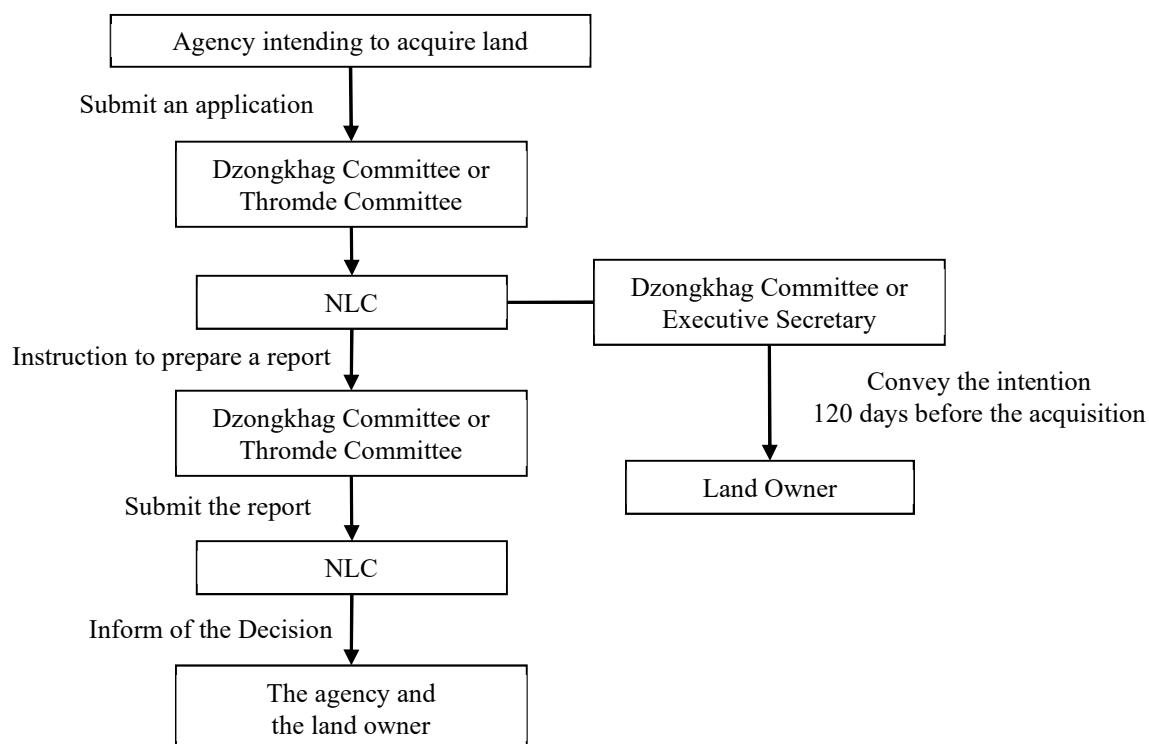 Agency intending to acquire land
Submit an application
Dzongkhag Committee or
Thromde Committee
NLC
Dzongkhag Committee or
Executive Secretary
Instruction to prepare a report
Convey the intention
120 days before the acquisition
Dzongkhag Committee or
Thromde Committee
Land Owner
Submit the report
NLC
Inform of the Decision
The agency and
the land owner